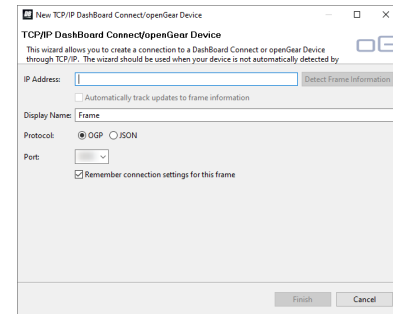 New TCP/IP DashBoard Connect/openGear Device
TCP/IP DashBoard Connect/openGear Device
This wizard allows you to create a connection to a DashBoard Connect or openGear Device
through TCP/IP. The wizard should be used when your device is not automatically detected by
IP Address:
Detect Frame Information
Automatically track updates to frame information
Display Name: Frame
Protocol: OGP JSON
Port:
Remember connection settings for this frame
Finish Cancel